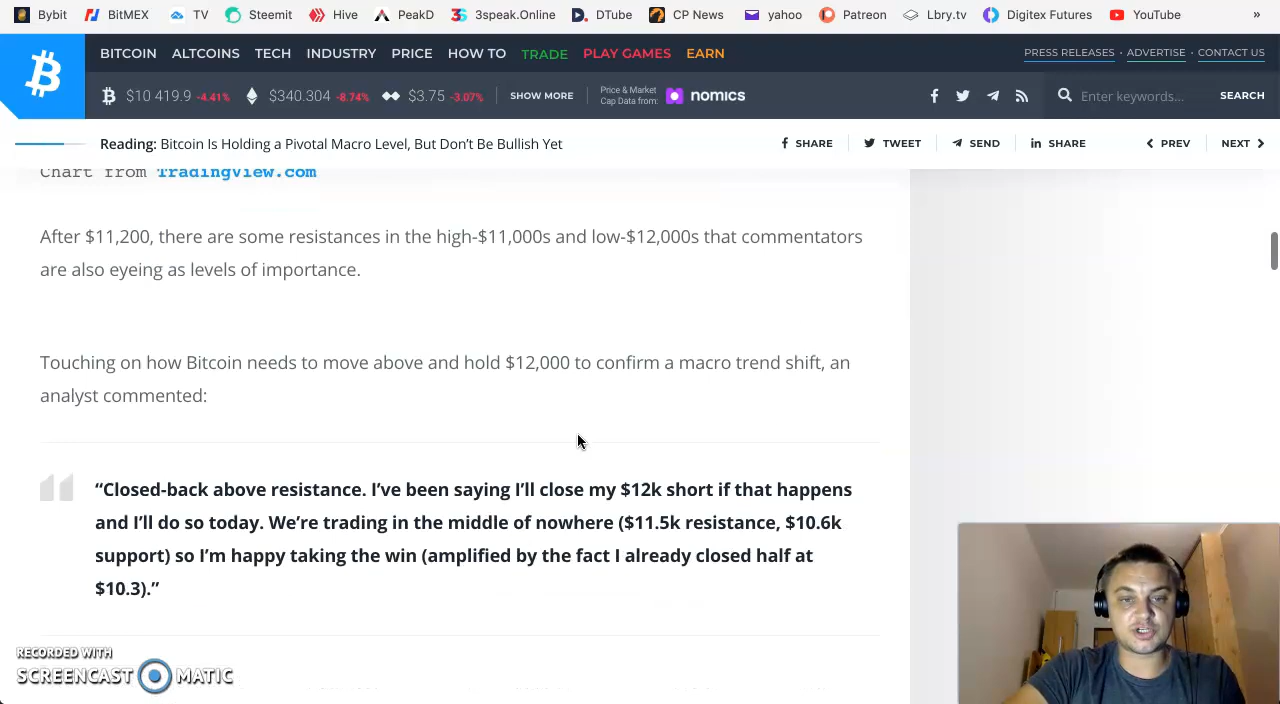 Bybit BitMEX TV Steemit Hive PeakD 3speak.Online DTube CP News yahoo Patreon Lbry.tv Digitex Futures YouTube »
BITCOIN ALTCOINS TECH INDUSTRY PRICE HOW TO TRADE PLAY GAMES EARN PRESS RELEASES · ADVERTISE · CONTACT US
$10 419.9 -4.41% $340.304 -8.74% $3.75 -3.07% SHOW MORE Price & Market Cap Data from: nomics Enter keywords... SEARCH
Reading: Bitcoin Is Holding a Pivotal Macro Level, But Don’t Be Bullish Yet SHARE TWEET SEND SHARE PREV NEXT
Chart from TradingView.com
After $11,200, there are some resistances in the high-$11,000s and low-$12,000s that commentators
are also eyeing as levels of importance.
Touching on how Bitcoin needs to move above and hold $12,000 to confirm a macro trend shift, an
analyst commented:
“Closed-back above resistance. I’ve been saying I’ll close my $12k short if that happens
and I’ll do so today. We’re trading in the middle of nowhere ($11.5k resistance, $10.6k
support) so I’m happy taking the win (amplified by the fact I already closed half at
$10.3).”
RECORDED WITH
SCREENCAST MATIC